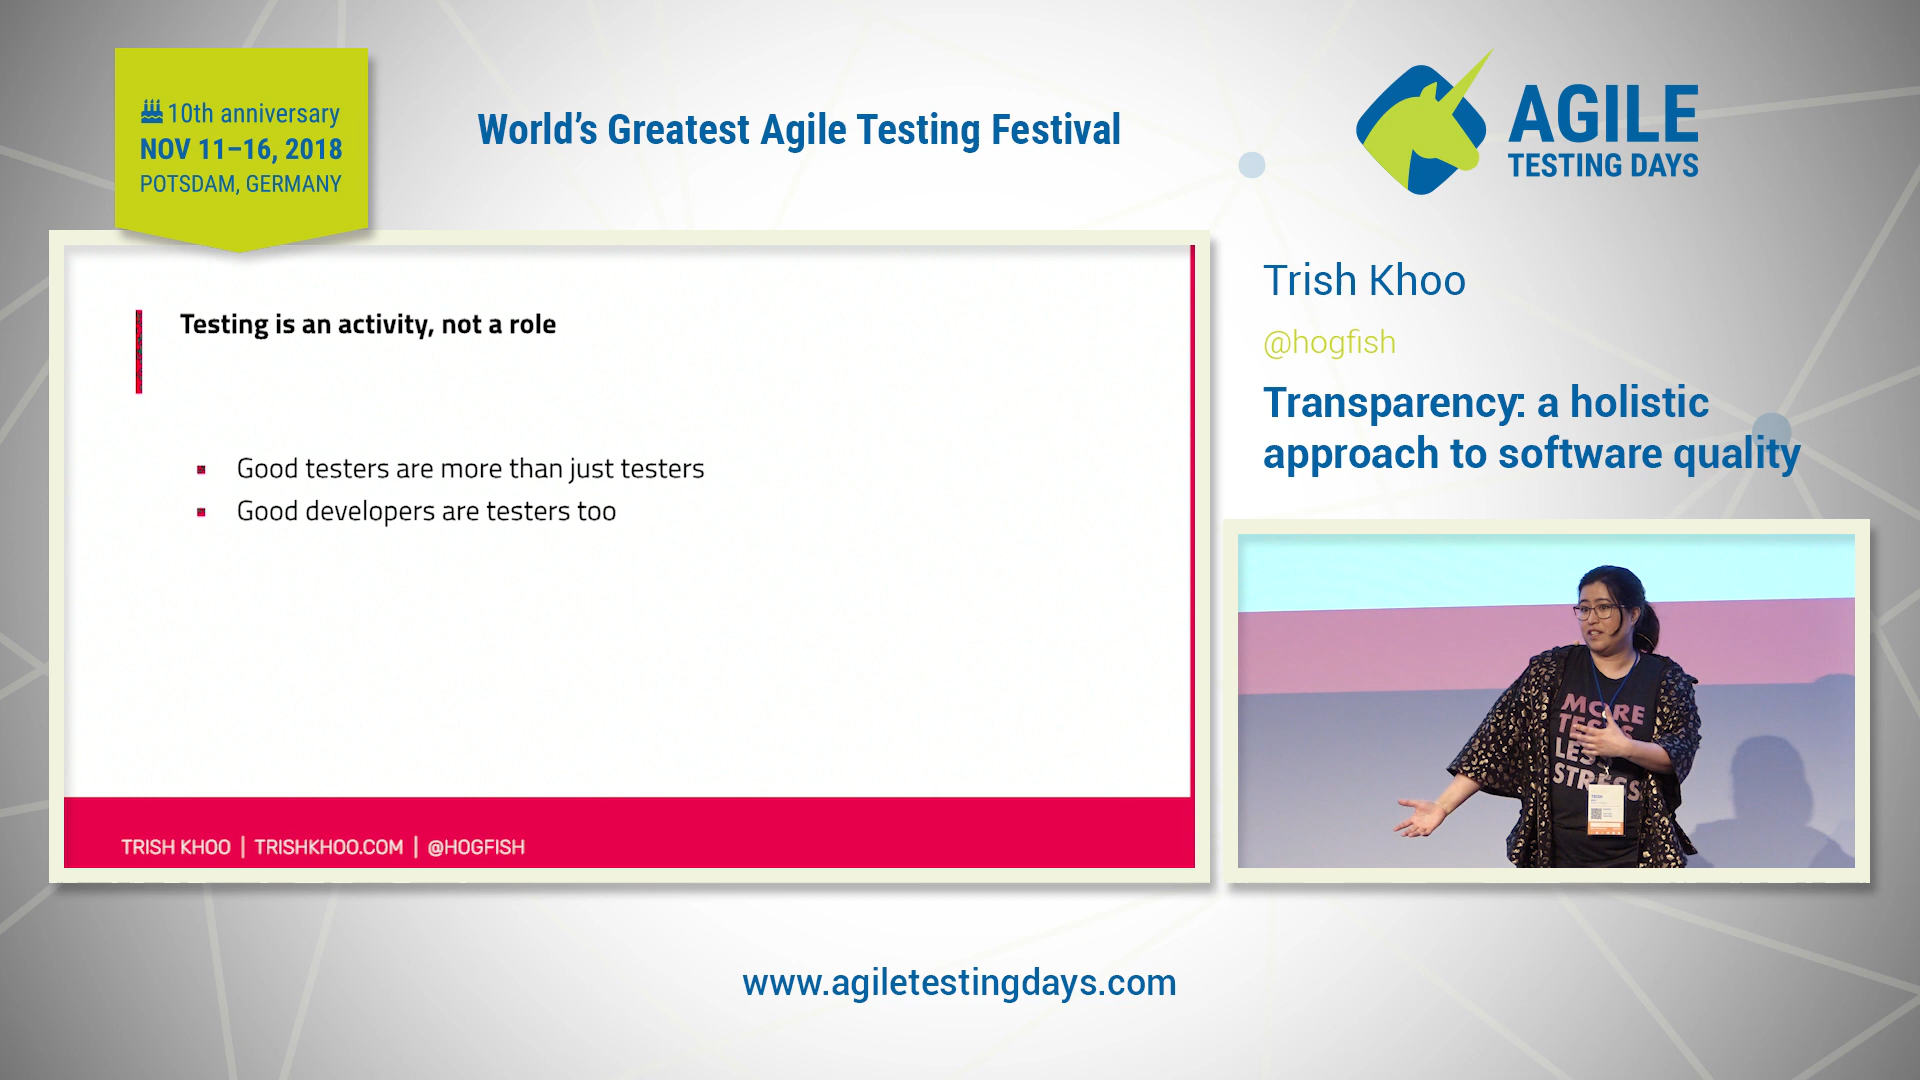 10th anniversary
NOV 11–16, 2018
POTSDAM, GERMANY
World's Greatest Agile Testing Festival
AGILE
TESTING DAYS
Testing is an activity, not a role
Good testers are more than just testers
Good developers are testers too
TRISH KHOO | TRISHKHOO.COM | @HOGFISH
Trish Khoo
@hogfish
Transparency: a holistic
approach to software quality
MORE
TESTS
LESS
STRESS
www.agiletestingdays.com